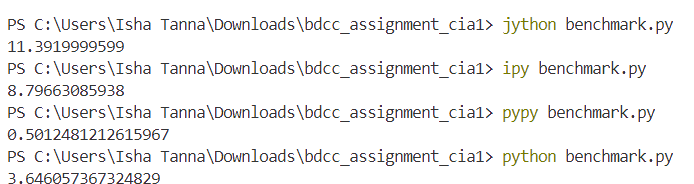 PS C:\Users\Isha Tanna\Downloads\bdcc_assignment_cia1> jython benchmark.py
11.3919999599
PS C:\Users\Isha Tanna\Downloads\bdcc_assignment_cia1> ipy benchmark.py
8.79663085938
PS C:\Users\Isha Tanna\Downloads\bdcc_assignment_cia1> pypy benchmark.py
0.5012481212615967
PS C:\Users\Isha Tanna\Downloads\bdcc_assignment_cia1> python benchmark.py
3.646057367324829